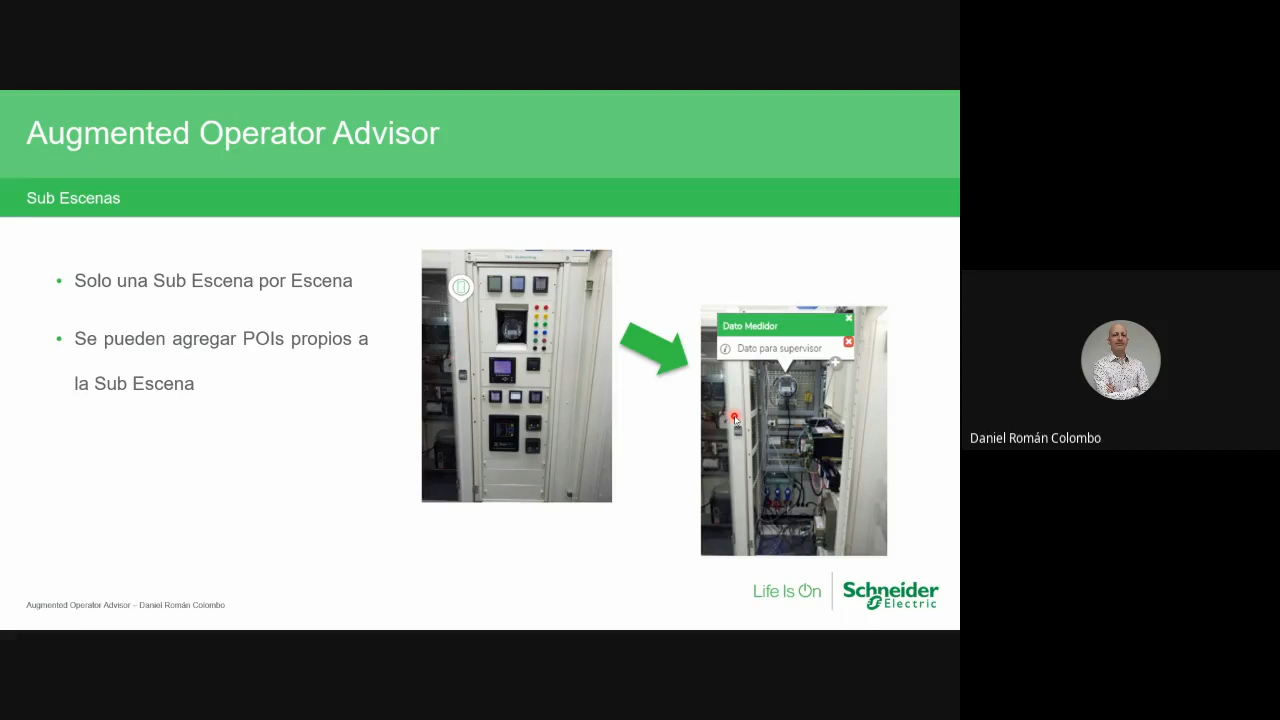 Augmented Operator Advisor
Sub Escenas
• Solo una Sub Escena por Escena
• Se pueden agregar POIs propios a
la Sub Escena
Dato Medidor
Dato para supervisor
Augmented Operator Advisor – Daniel Román Colombo
Life Is On
Schneider
Electric
Daniel Román Colombo